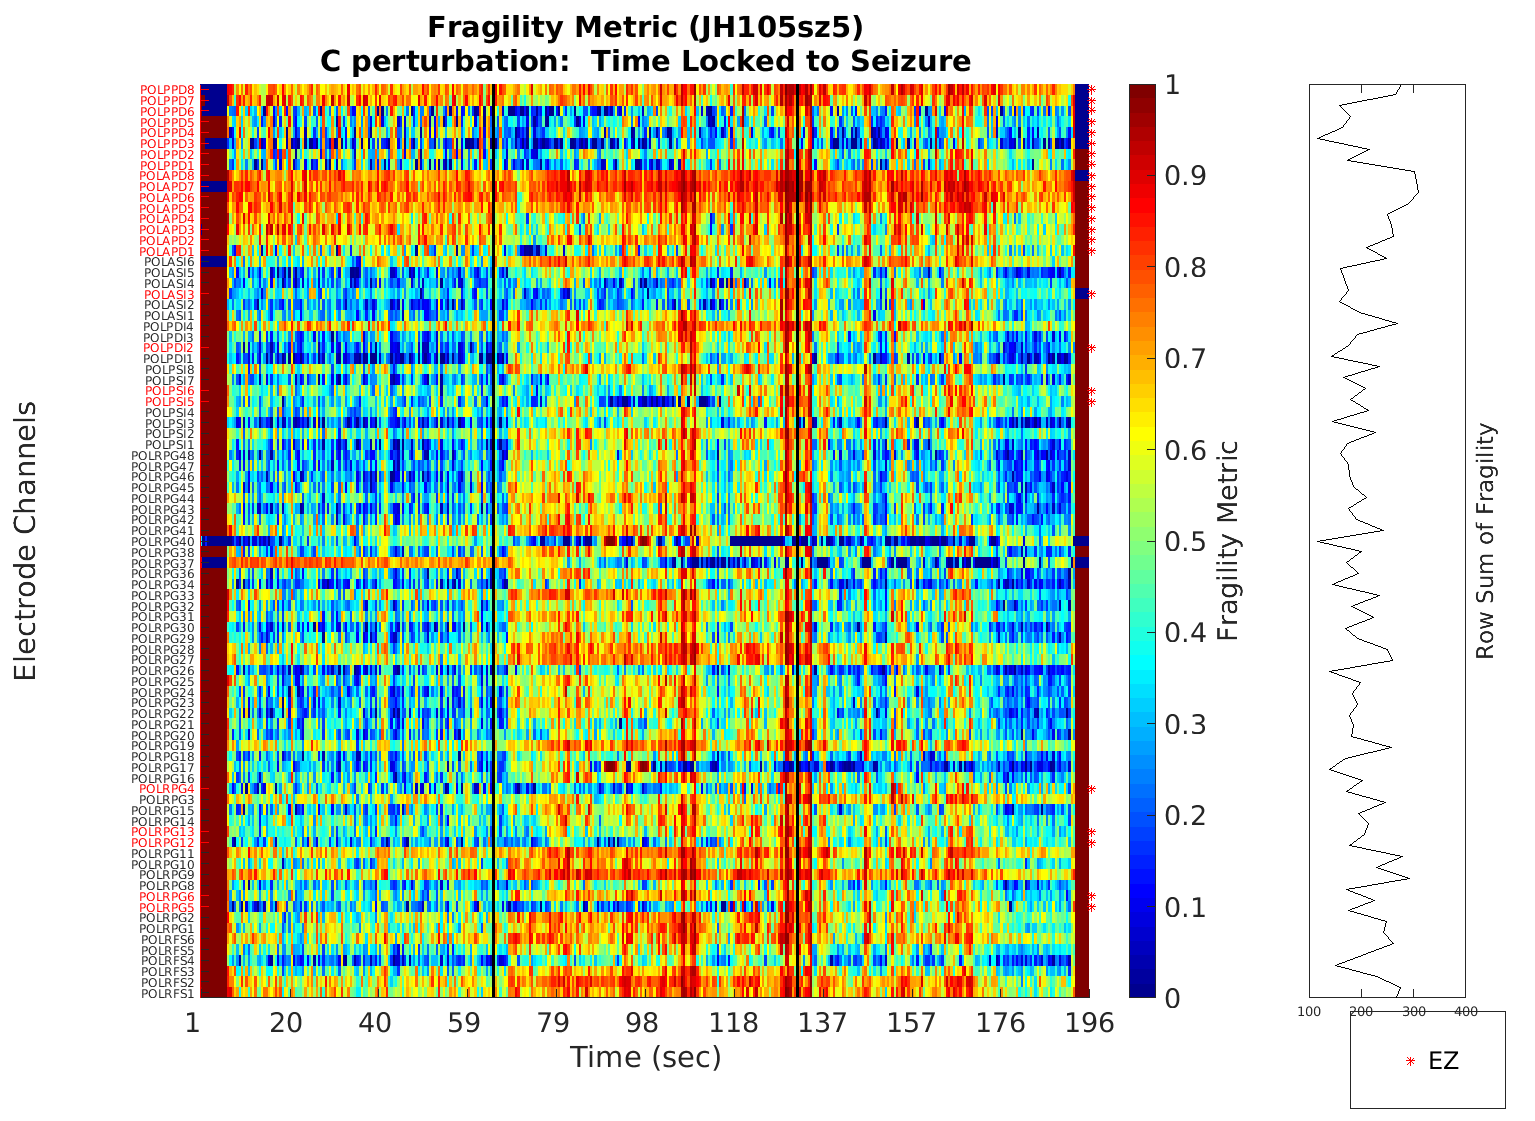 Fragility Metric (JH105sz5)
C perturbation: Time Locked to Seizure
Electrode Channels
POLPPD8
POLPPD7
POLPPD6
POLPPD5
POLPPD4
POLPPD3
POLPPD2
POLPPD1
POLAPD8
POLAPD7
POLAPD6
POLAPD5
POLAPD4
POLAPD3
POLAPD2
POLAPD1
POLASI6
POLASI5
POLASI4
POLASI3
POLASI2
POLASI1
POLPDI4
POLPDI3
POLPDI2
POLPDI1
POLPSI8
POLPSI7
POLPSI6
POLPSI5
POLPSI4
POLPSI3
POLPSI2
POLPSI1
POLRPG48
POLRPG47
POLRPG46
POLRPG45
POLRPG44
POLRPG43
POLRPG42
POLRPG41
POLRPG40
POLRPG38
POLRPG37
POLRPG36
POLRPG34
POLRPG33
POLRPG32
POLRPG31
POLRPG30
POLRPG29
POLRPG28
POLRPG27
POLRPG26
POLRPG25
POLRPG24
POLRPG23
POLRPG22
POLRPG21
POLRPG20
POLRPG19
POLRPG18
POLRPG17
POLRPG16
POLRPG4
POLRPG3
POLRPG15
POLRPG14
POLRPG13
POLRPG12
POLRPG11
POLRPG10
POLRPG9
POLRPG8
POLRPG6
POLRPG5
POLRPG2
POLRPG1
POLRFS6
POLRFS5
POLRFS4
POLRFS3
POLRFS2
POLRFS1
1 20 40 59 79 98 118 137 157 176 196
Time (sec)
1
0.9
0.8
0.7
0.6
0.5
0.4
0.3
0.2
0.1
0
Fragility Metric
100 200 300 400
Row Sum of Fragility
EZ